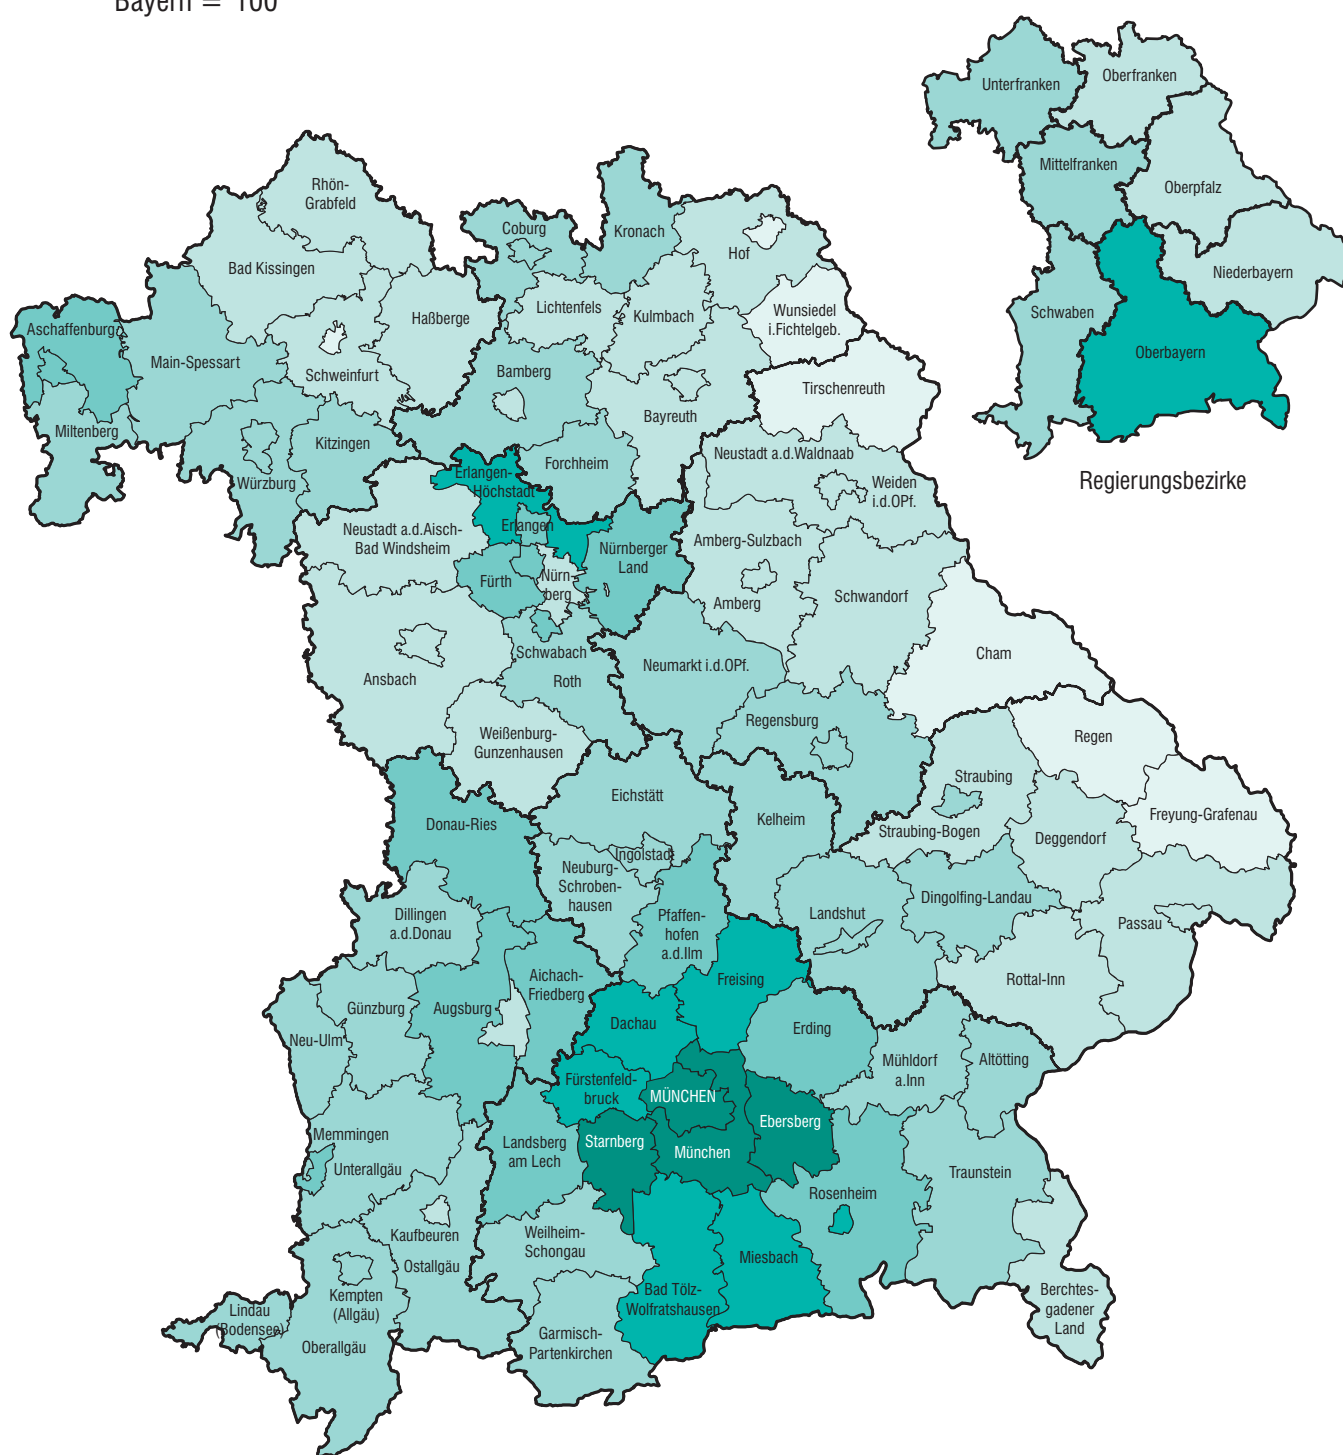 Bayern = 100
Unterfranken
Oberfranken
Mittelfranken
Oberpfalz
Niederbayern
Schwaben
Oberbayern
Regierungsbezirke
Rhön-
Grabfeld
Coburg
Kronach
Hof
Bad Kissingen
Lichtenfels
Kulmbach
Wunsiedel
i.Fichtelgeb.
Haßberge
Aschaffenburg
Main-Spessart
Schweinfurt
Bamberg
Bayreuth
Tirschenreuth
Miltenberg
Kitzingen
Würzburg
Forchheim
Neustadt a.d.Waldnaab
Weiden
i.d.OPf.
Erlangen-
Höchstadt
Erlangen
Neustadt a.d.Aisch-
Bad Windsheim
Nürnberger
Land
Amberg-Sulzbach
Fürth
Nürn-
berg
Amberg
Schwandorf
Schwabach
Roth
Neumarkt i.d.OPf.
Cham
Ansbach
Weißenburg-
Gunzenhausen
Regensburg
Regen
Eichstätt
Straubing
Freyung-Grafenau
Donau-Ries
Kelheim
Straubing-Bogen
Deggendorf
Ingolstadt
Neuburg-
Schroben-
hausen
Dingolfing-Landau
Dillingen
a.d.Donau
Pfaffen-
hofen
a.d.Ilm
Landshut
Passau
Aichach-
Friedberg
Freising
Rottal-Inn
Günzburg
Augsburg
Dachau
Erding
Neu-Ulm
Mühldorf
a.Inn
Altötting
Fürstenfeld-
bruck
MÜNCHEN
Ebersberg
Memmingen
Unterallgäu
Landsberg
am Lech
Starnberg
München
Rosenheim
Traunstein
Kaufbeuren
Ostallgäu
Weilheim-
Schongau
Miesbach
Lindau
(Bodensee)
Kempten
(Allgäu)
Oberallgäu
Bad Tölz-
Wolfratshausen
Garmisch-
Partenkirchen
Berchtes-
gadener
Land